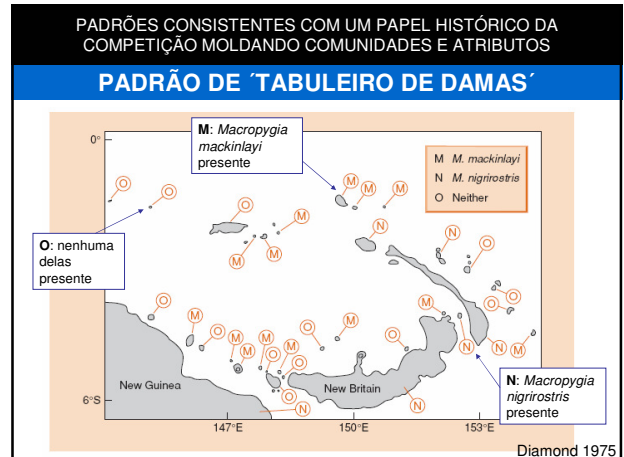 PADRÕES CONSISTENTES COM UM PAPEL HISTÓRICO DA
COMPETIÇÃO MOLDANDO COMUNIDADES E ATRIBUTOS
PADRÃO DE ´TABULEIRO DE DAMAS´
M: Macropygia
mackinlayi
presente
M M. mackinlayi
N M. nigrirostris
O Neither
0°
O
O
M
M
M
O
M
M
M
N
N
O
O: nenhuma
delas
presente
O
O
O
M
O
M
M
M
M
O
M
O
O
O
M
O
M
N
N
M
New Guinea
New Britain
N
N
N: Macropygia
nigrirostris
presente
6°S
147°E
150°E
153°E
Diamond 1975